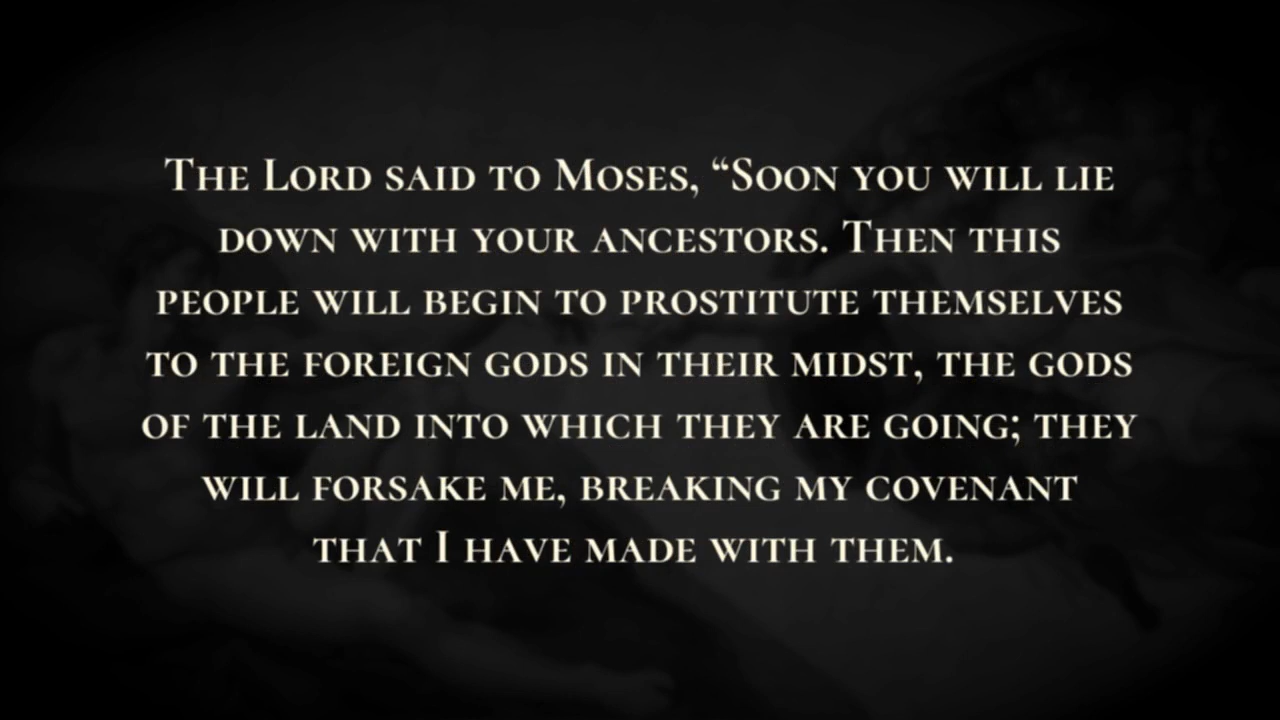 The Lord said to Moses, “Soon you will lie
down with your ancestors. Then this
people will begin to prostitute themselves
to the foreign gods in their midst, the gods
of the land into which they are going; they
will forsake me, breaking my covenant
that I have made with them.